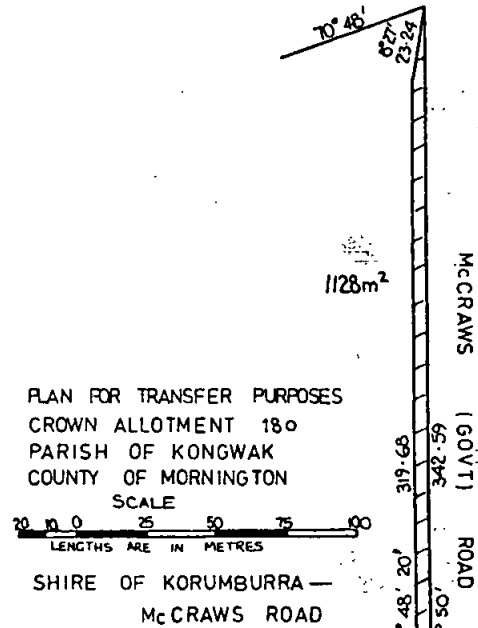 70° 48'
8° 27'
23·24
1128m²
McCRAWS (GOVT) ROAD
319·68
342·59
48' 20'
° 50'
PLAN FOR TRANSFER PURPOSES
CROWN ALLOTMENT 18o
PARISH OF KONGWAK
COUNTY OF MORNINGTON
SCALE
20 10 0 25 50 75 100
LENGTHS ARE IN METRES
SHIRE OF KORUMBURRA —
McCRAWS ROAD